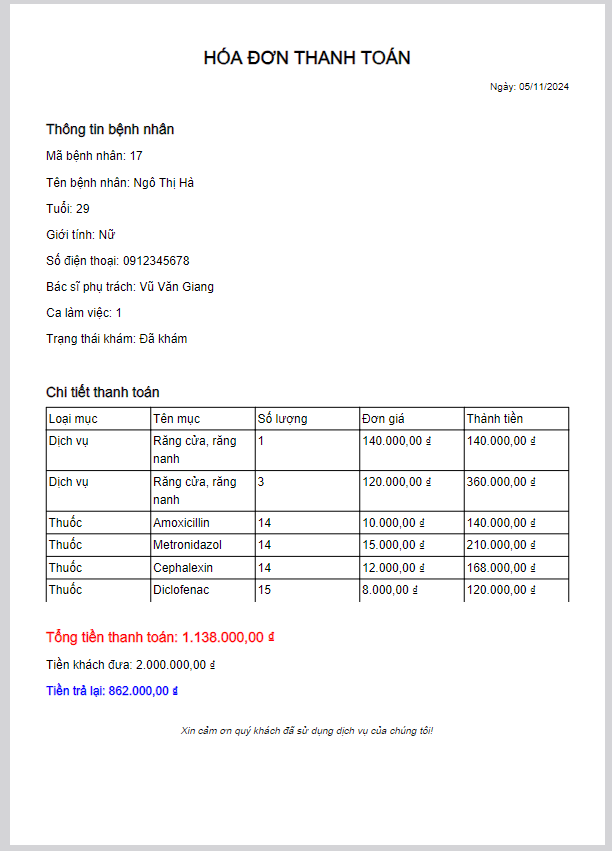 HÓA ĐƠN THANH TOÁN
Ngày: 05/11/2024
Thông tin bệnh nhân
Mã bệnh nhân: 17
Tên bệnh nhân: Ngô Thị Hà
Tuổi: 29
Giới tính: Nữ
Số điện thoại: 0912345678
Bác sĩ phụ trách: Vũ Văn Giang
Ca làm việc: 1
Trạng thái khám: Đã khám
Chi tiết thanh toán
Loại mục Tên mục Số lượng Đơn giá Thành tiền
Dịch vụ Răng cửa, răng 1 140.000,00 ₫ 140.000,00 ₫
nanh
Dịch vụ Răng cửa, răng 3 120.000,00 ₫ 360.000,00 ₫
nanh
Thuốc Amoxicillin 14 10.000,00 ₫ 140.000,00 ₫
Thuốc Metronidazol 14 15.000,00 ₫ 210.000,00 ₫
Thuốc Cephalexin 14 12.000,00 ₫ 168.000,00 ₫
Thuốc Diclofenac 15 8.000,00 ₫ 120.000,00 ₫
Tổng tiền thanh toán: 1.138.000,00 ₫
Tiền khách đưa: 2.000.000,00 ₫
Tiền trả lại: 862.000,00 ₫
Xin cảm ơn quý khách đã sử dụng dịch vụ của chúng tôi!